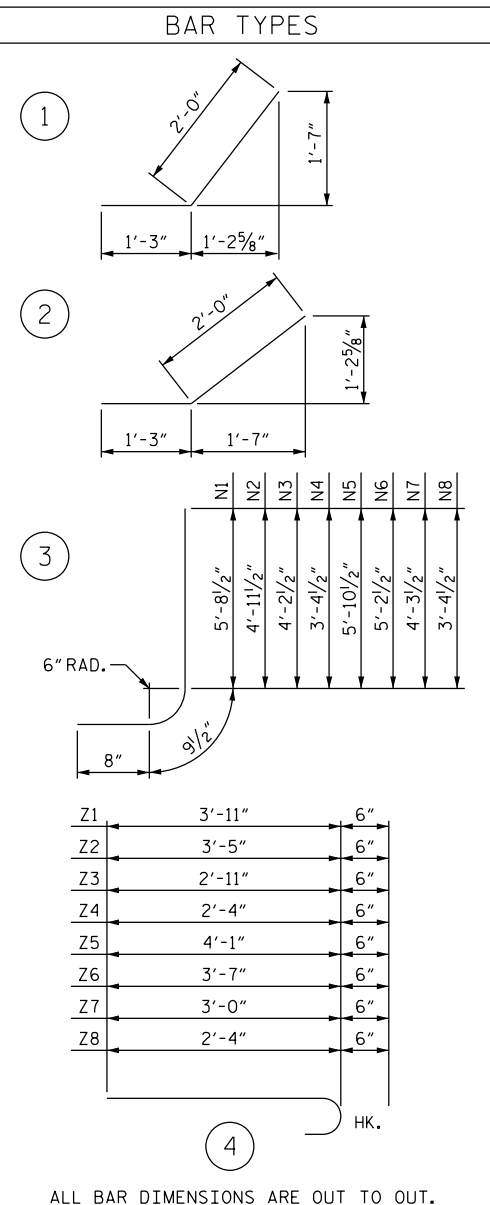 BAR TYPES
1
2′-0″
1′-7″
1′-3″ 1′-2⅝″
2
2′-0″
1′-2⅝″
1′-3″ 1′-7″
3
N1 N2 N3 N4 N5 N6 N7 N8
5′-8½″ 4′-11½″ 4′-2½″ 3′-4½″ 5′-10½″ 5′-2½″ 4′-3½″ 3′-4½″
6″ RAD.
8″ 9½″
Z1 3′-11″ 6″
Z2 3′-5″ 6″
Z3 2′-11″ 6″
Z4 2′-4″ 6″
Z5 4′-1″ 6″
Z6 3′-7″ 6″
Z7 3′-0″ 6″
Z8 2′-4″ 6″
HK.
4
ALL BAR DIMENSIONS ARE OUT TO OUT.